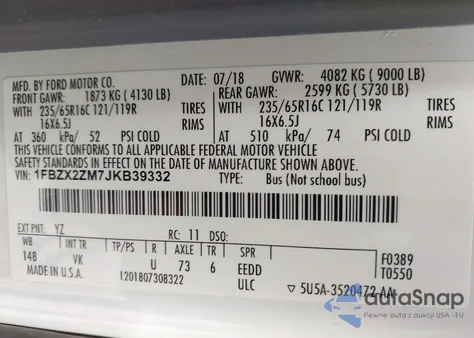 MFD. BY FORD MOTOR CO. DATE: 07/18 GVWR: 4082 KG ( 9000 LB)
FRONT GAWR: 1873 KG ( 4130 LB) REAR GAWR: 2599 KG ( 5730 LB)
WITH 235/65R16C 121/119R TIRES WITH 235/65R16C 121/119R TIRES
16X6.5J RIMS 16X6.5J RIMS
AT 360 kPa/ 52 PSI COLD AT 510 kPa/ 74 PSI COLD
THIS VEHICLE CONFORMS TO ALL APPLICABLE FEDERAL MOTOR VEHICLE
SAFETY STANDARDS IN EFFECT ON THE DATE OF MANUFACTURE SHOWN ABOVE.
VIN: 1FBZX2ZM7JKB39332 TYPE: Bus (Not school bus)
EXT PNT: YZ RC: 11 DSO:
WB INT TR TP/PS R AXLE TR SPR F0389
148 VK U 73 6 EEDD T0550
MADE IN U.S.A. 1201807308322 ULC ▽ 5U5A-3520472-AA
autoSnap
Pewne auta z aukcji USA i EU